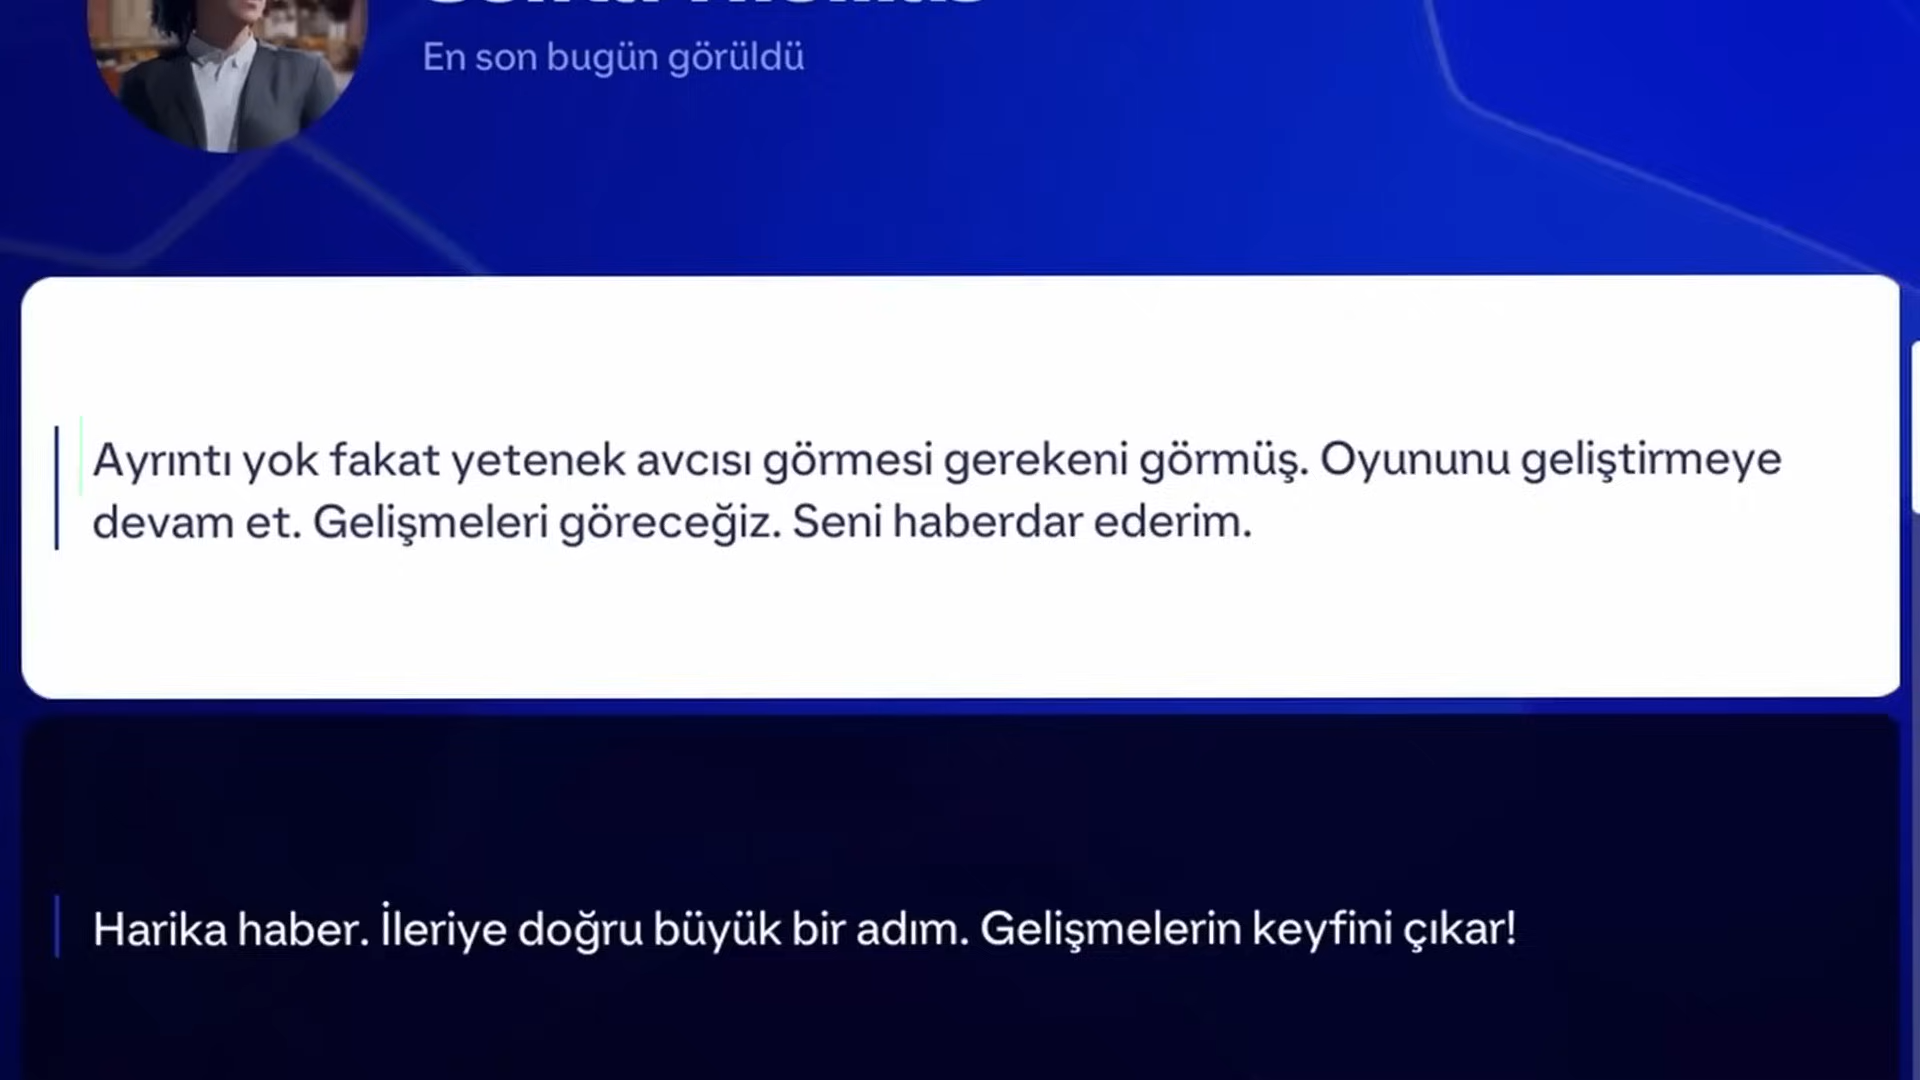 En son bugün görüldü
Ayrıntı yok fakat yetenek avcısı görmesi gerekeni görmüş. Oyununu geliştirmeye
devam et. Gelişmeleri göreceğiz. Seni haberdar ederim.
Harika haber. İleriye doğru büyük bir adım. Gelişmelerin keyfini çıkar!